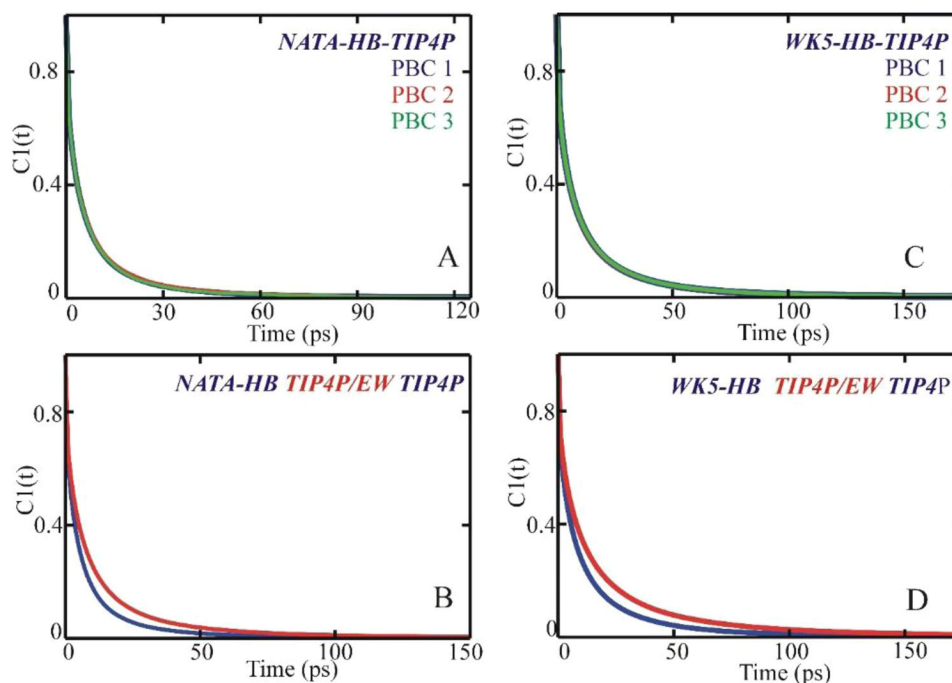 NATA-HB-TIP4P
PBC 1
PBC 2
PBC 3
0.8
0.4
0
C1(t)
A
0 30 60 90 120
Time (ps)
WK5-HB-TIP4P
PBC 1
PBC 2
PBC 3
0.8
0.4
0
C1(t)
C
0 50 100 150
Time (ps)
NATA-HB TIP4P/EW TIP4P
0.8
0.4
0
C1(t)
B
0 50 100 150
Time (ps)
WK5-HB TIP4P/EW TIP4P
0.8
0.4
0
C1(t)
D
0 50 100 150
Time (ps)